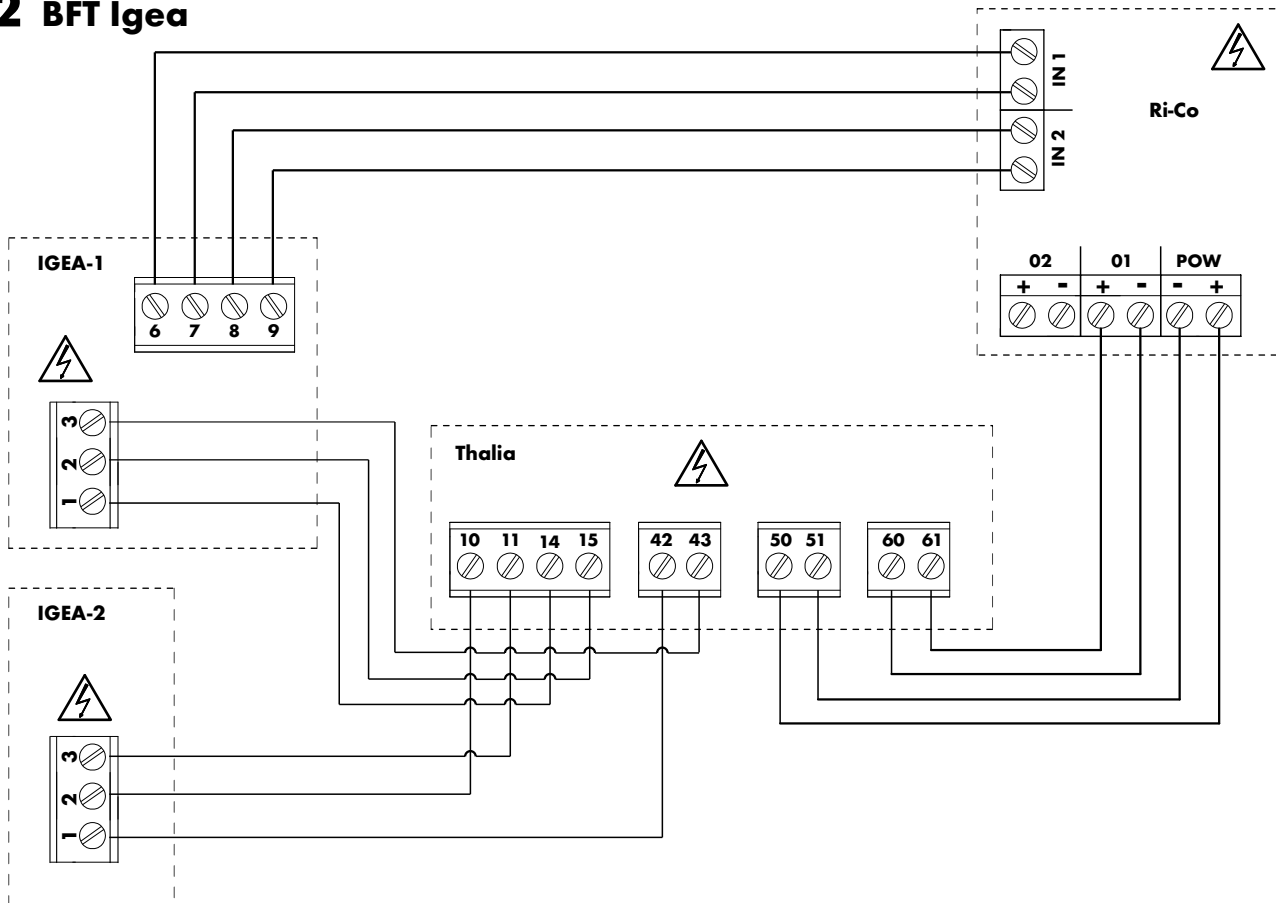 2 BFT Igea
IN 1
IN 2
Ri-Co
02 01 POW
+ - + - - +
IGEA-1
6 7 8 9
3
2
1
Thalia
10 11 14 15 42 43 50 51 60 61
IGEA-2
3
2
1